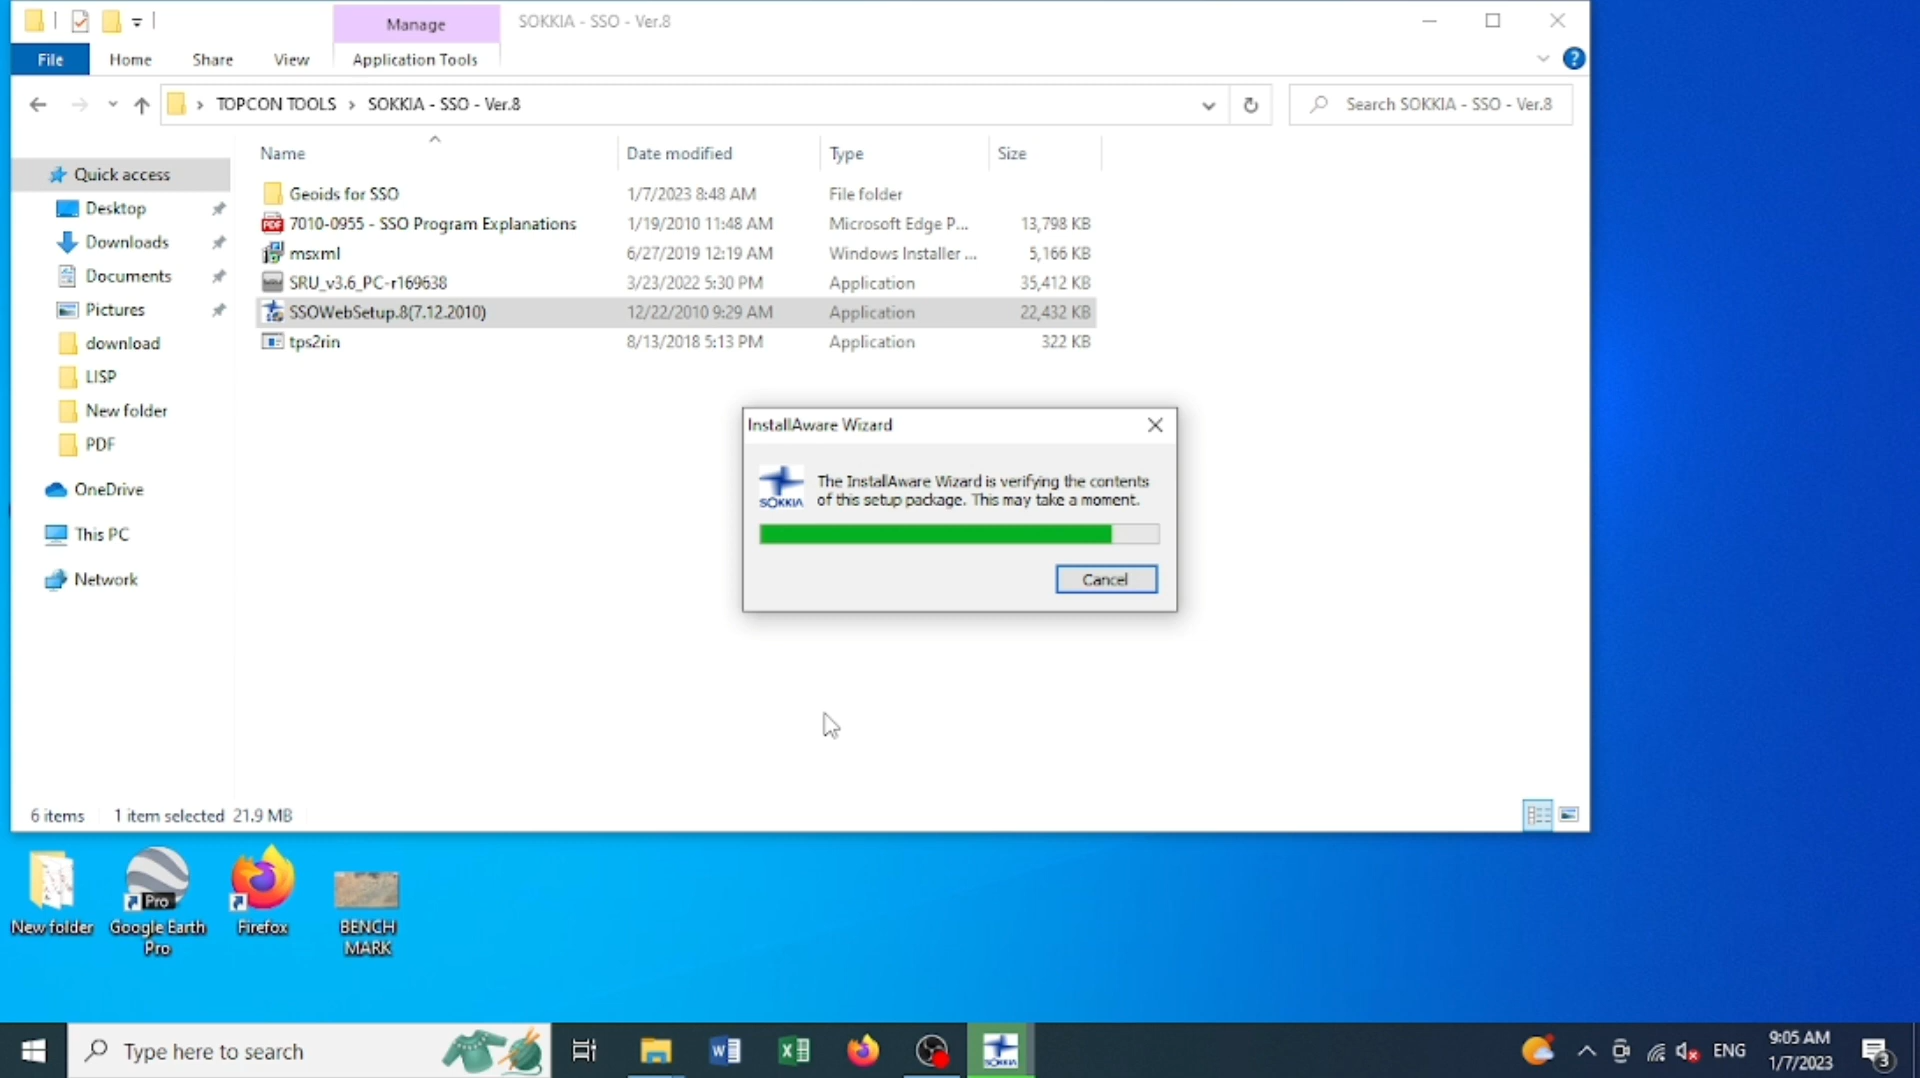 Manage
SOKKIA - SSO - Ver.8
File
Home
Share
View
Application Tools
TOPCON TOOLS > SOKKIA - SSO - Ver.8
Search SOKKIA - SSO - Ver.8
Name
Date modified
Type
Size
Quick access
Desktop
Downloads
Documents
Pictures
download
LISP
New folder
PDF
OneDrive
This PC
Network
Geoids for SSO 1/7/2023 8:48 AM File folder
7010-0955 - SSO Program Explanations 1/19/2010 11:48 AM Microsoft Edge P... 13,798 KB
msxml 6/27/2019 12:19 AM Windows Installer ... 5,166 KB
SRU_v3.6_PC-r169638 3/23/2022 5:30 PM Application 35,412 KB
SSOWebSetup.8(7.12.2010) 12/22/2010 9:29 AM Application 22,432 KB
tps2rin 8/13/2018 5:13 PM Application 322 KB
InstallAware Wizard
SOKKIA
The InstallAware Wizard is verifying the contents
of this setup package. This may take a moment.
Cancel
6 items
1 item selected 21.9 MB
New folder
Pro
Google Earth
Pro
Firefox
BENCH
MARK
Type here to search
SOKKIA
ENG
9:05 AM
1/7/2023
3